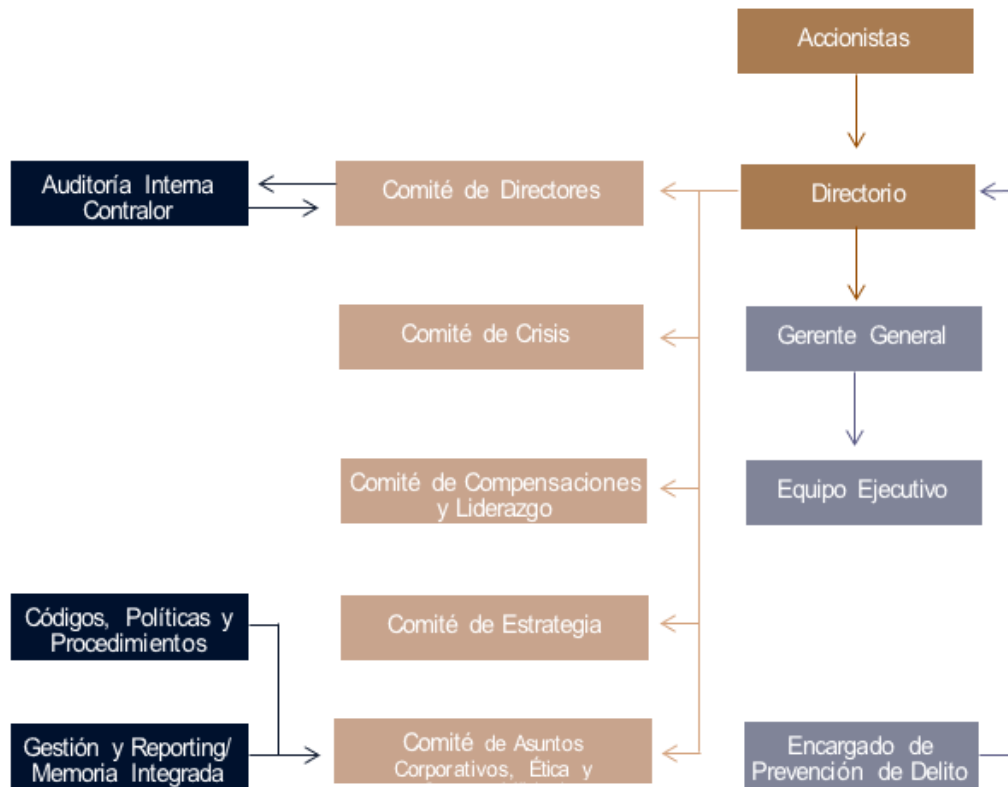 Accionistas
Auditoría Interna
Contralor
Comité de Directores
Directorio
Comité de Crisis
Gerente General
Comité de Compensaciones
y Liderazgo
Equipo Ejecutivo
Códigos, Políticas y
Procedimientos
Comité de Estrategia
Gestión y Reporting/
Memoria Integrada
Comité de Asuntos
Corporativos, Ética y
Encargado de
Prevención de Delito